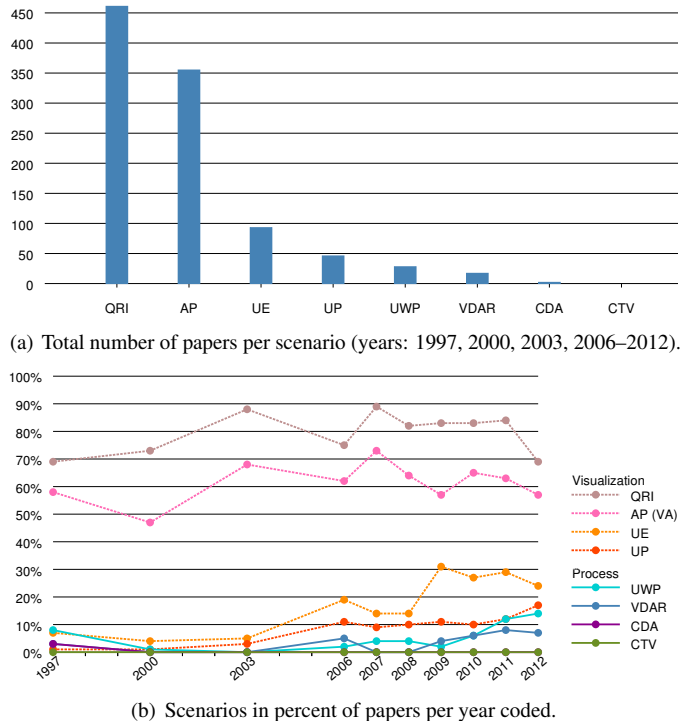 450
400
350
300
250
200
150
100
50
0
QRI AP UE UP UWP VDAR CDA CTV
(a) Total number of papers per scenario (years: 1997, 2000, 2003, 2006–2012).
100%
90%
80%
70%
60%
50%
40%
30%
20%
10%
0%
1997 2000 2003 2006 2007 2008 2009 2010 2011 2012
Visualization
QRI
AP (VA)
UE
UP
Process
UWP
VDAR
CDA
CTV
(b) Scenarios in percent of papers per year coded.